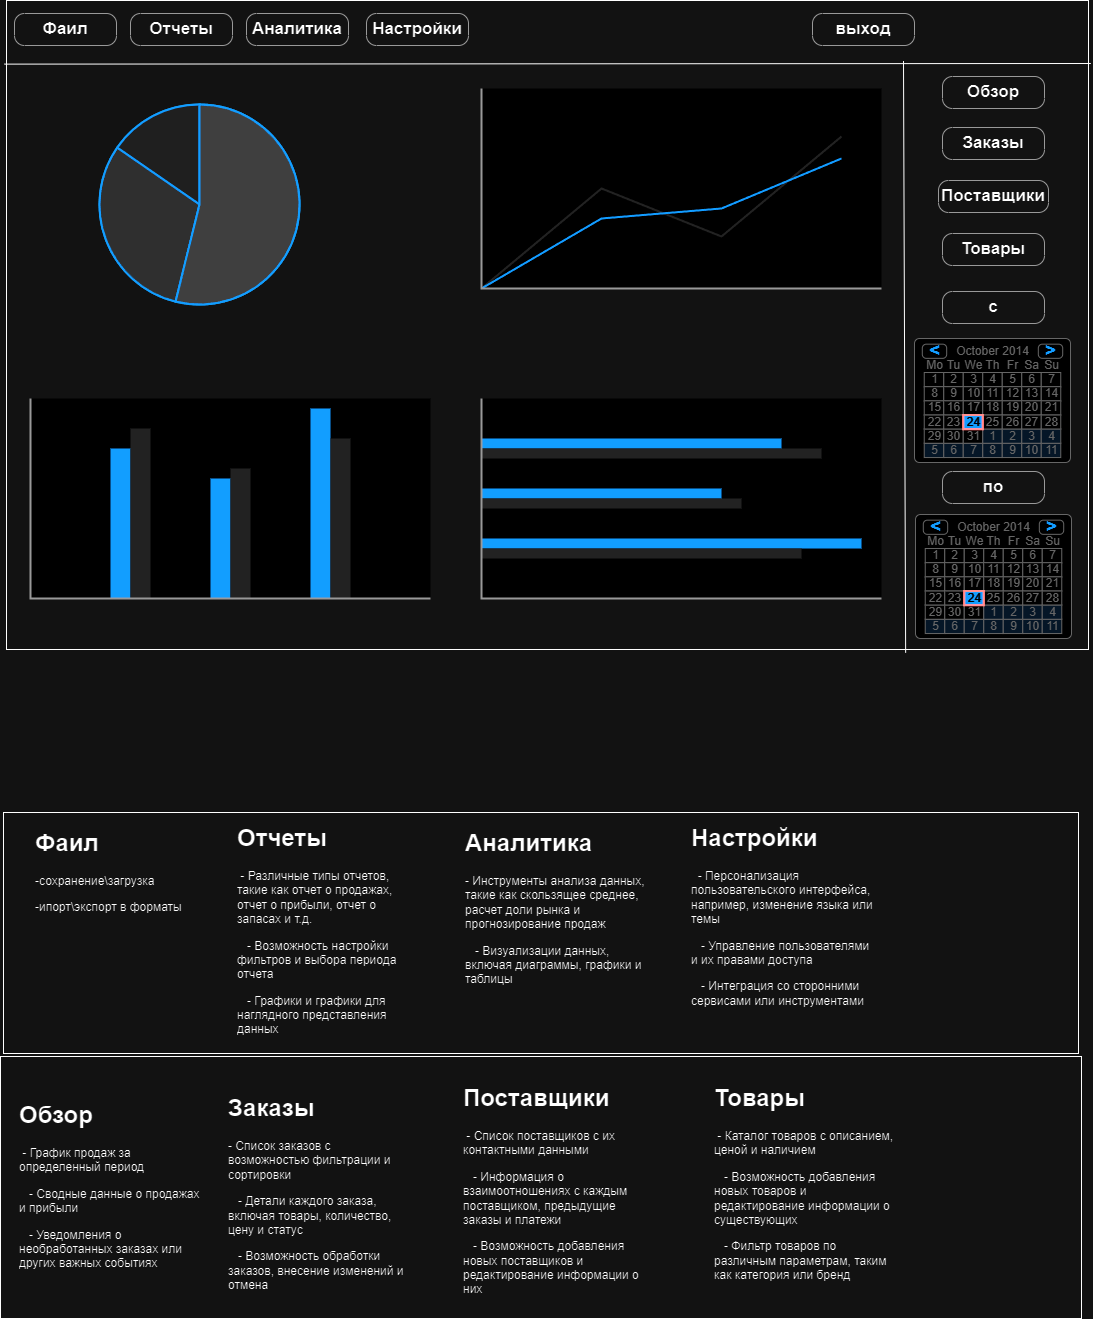 Фаил
Отчеты
Аналитика
Настройки
выход
Обзор
Заказы
Поставщики
Товары
с
< October 2014 >
Mo Tu We Th Fr Sa Su
1 2 3 4 5 6 7
8 9 10 11 12 13 14
15 16 17 18 19 20 21
22 23 24 25 26 27 28
29 30 31 1 2 3 4
5 6 7 8 9 10 11
по
< October 2014 >
Mo Tu We Th Fr Sa Su
1 2 3 4 5 6 7
8 9 10 11 12 13 14
15 16 17 18 19 20 21
22 23 24 25 26 27 28
29 30 31 1 2 3 4
5 6 7 8 9 10 11
Фаил
-сохранение\загрузка
-ипорт\экспорт в форматы
Отчеты
- Различные типы отчетов,
такие как отчет о продажах,
отчет о прибыли, отчет о
запасах и т.д.
- Возможность настройки
фильтров и выбора периода
отчета
- Графики и графики для
наглядного представления
данных
Аналитика
- Инструменты анализа данных,
такие как скользящее среднее,
расчет доли рынка и
прогнозирование продаж
- Визуализации данных,
включая диаграммы, графики и
таблицы
Настройки
- Персонализация
пользовательского интерфейса,
например, изменение языка или
темы
- Управление пользователями
и их правами доступа
- Интеграция со сторонними
сервисами или инструментами
Обзор
- График продаж за
определенный период
- Сводные данные о продажах
и прибыли
- Уведомления о
необработанных заказах или
других важных событиях
Заказы
- Список заказов с
возможностью фильтрации и
сортировки
- Детали каждого заказа,
включая товары, количество,
цену и статус
- Возможность обработки
заказов, внесение изменений и
отмена
Поставщики
- Список поставщиков с их
контактными данными
- Информация о
взаимоотношениях с каждым
поставщиком, предыдущие
заказы и платежи
- Возможность добавления
новых поставщиков и
редактирование информации о
них
Товары
- Каталог товаров с описанием,
ценой и наличием
- Возможность добавления
новых товаров и
редактирование информации о
существующих
- Фильтр товаров по
различным параметрам, таким
как категория или бренд